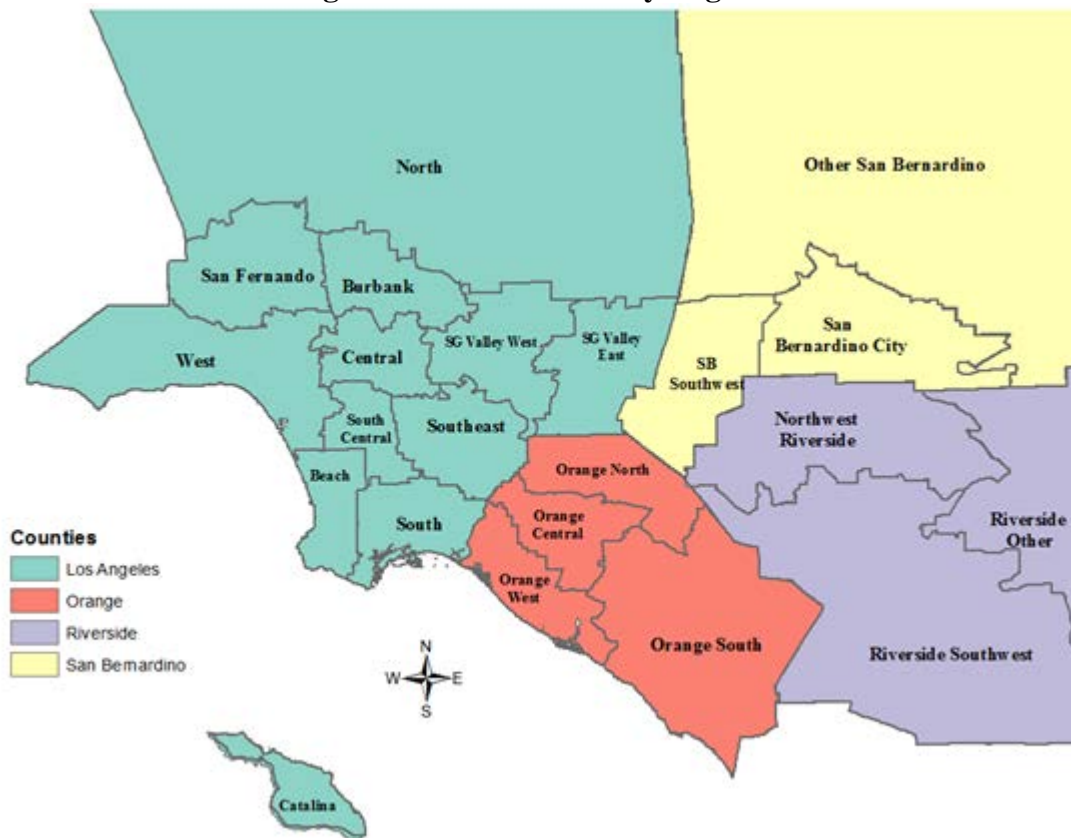 North
Other San Bernardino
San Fernando
Burbank
SG Valley West
SG Valley
East
San
Bernardino City
West
Central
SB
Southwest
South
Central
Southeast
Northwest
Riverside
Beach
Orange North
South
Orange
Central
Riverside
Other
Orange
West
Orange South
Riverside Southwest
Counties
Los Angeles
Orange
Riverside
San Bernardino
N
W
E
S
Catalina